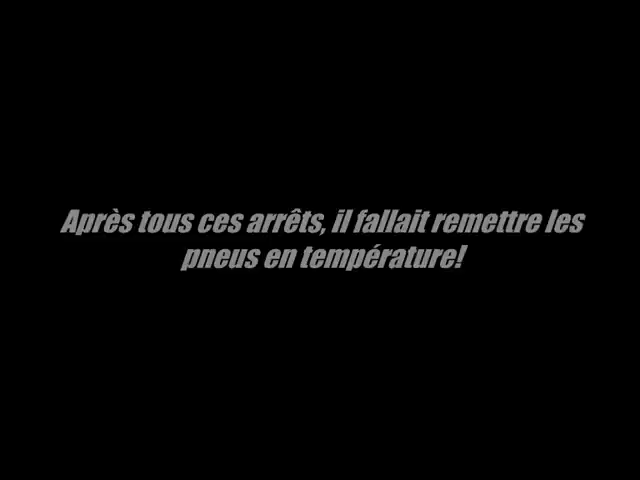 Après tous ces arrêts, il fallait remettre les
pneus en température!